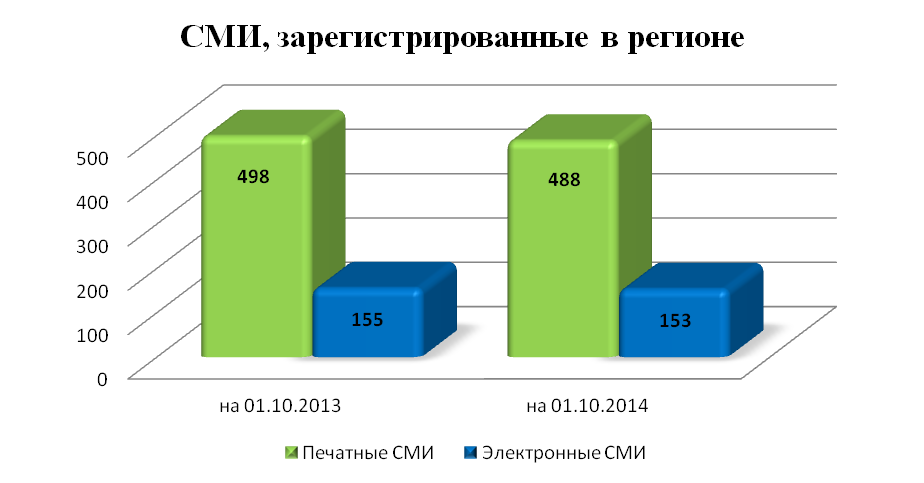 СМИ, зарегистрированные в регионе
500
400
300
200
100
0
498
155
488
153
на 01.10.2013
на 01.10.2014
Печатные СМИ
Электронные СМИ